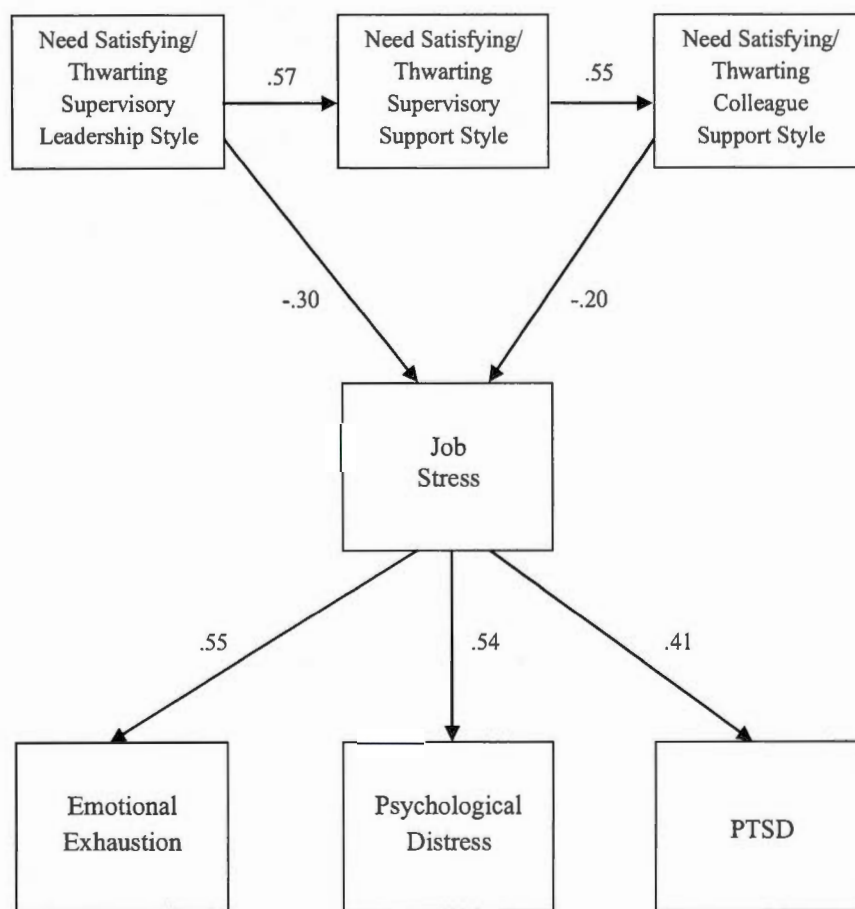 Need Satisfying/
Thwarting
Supervisory
Leadership Style
.57
Need Satisfying/
Thwarting
Supervisory
Support Style
.55
Need Satisfying/
Thwarting
Colleague
Support Style
-.30
-.20
Job
Stress
.55
.54
.41
Emotional
Exhaustion
Psychological
Distress
PTSD